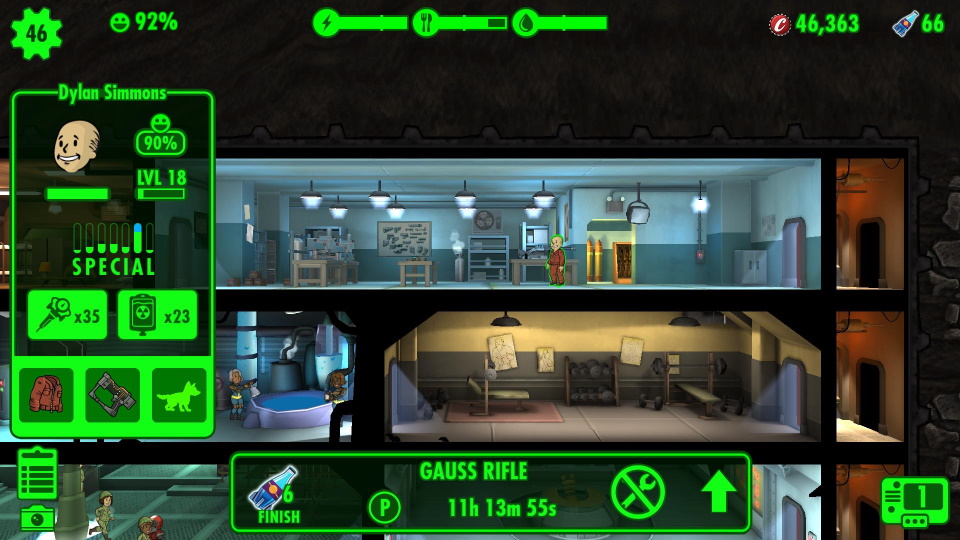 46
92%
46,363
66
Dylan Simmons
90%
LVL 18
SPECIAL
x35
x23
6
FINISH
P
GAUSS RIFLE
11h 13m 55s
1